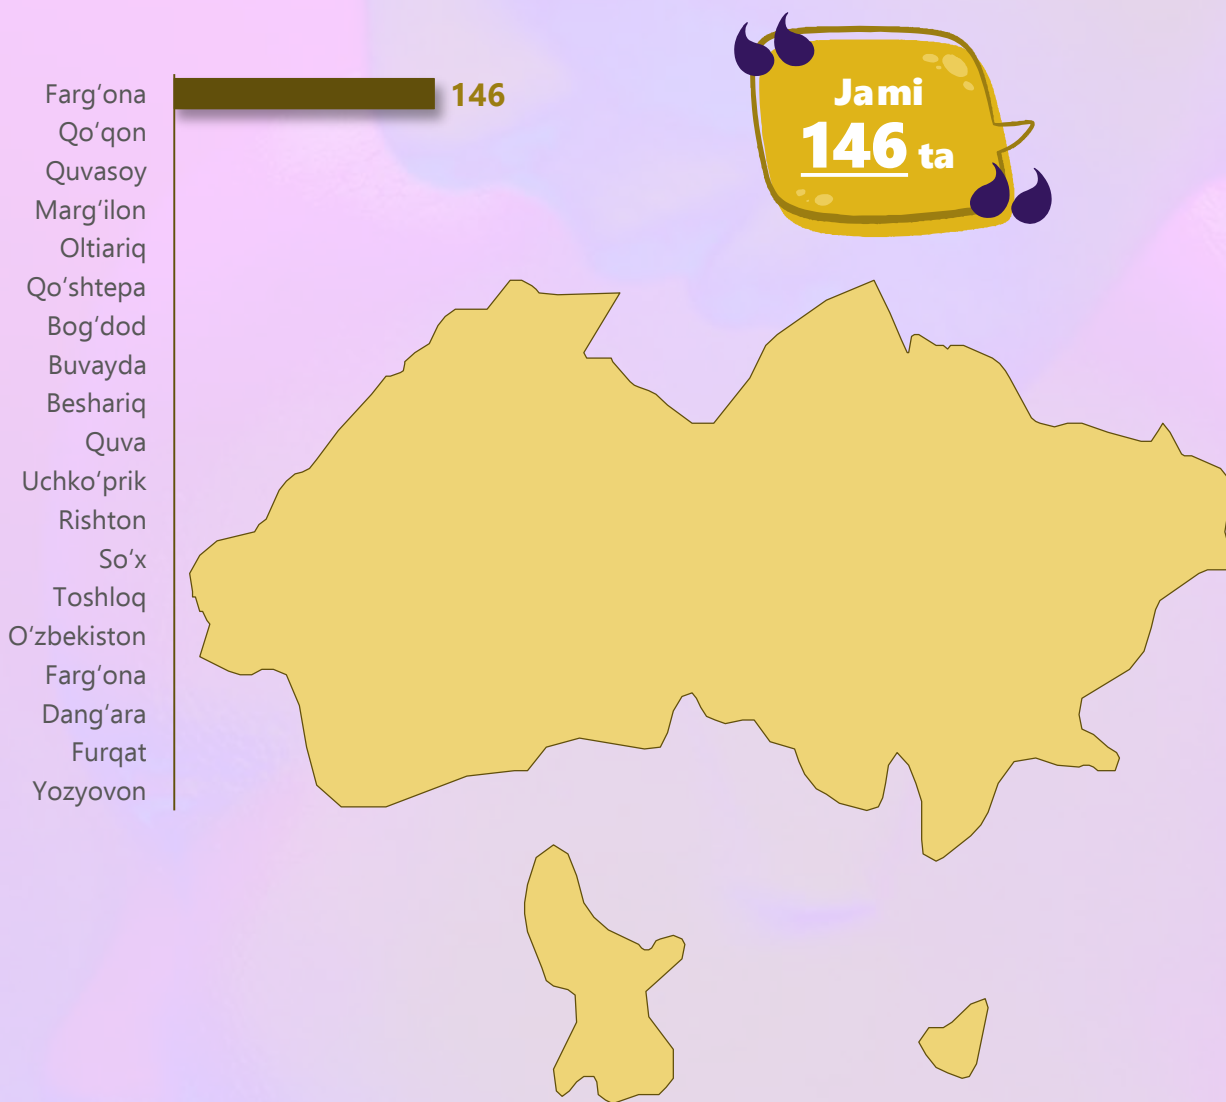 Jami
146 ta
Farg‘ona 146
Qo‘qon
Quvasoy
Marg‘ilon
Oltiariq
Qo‘shtepa
Bog‘dod
Buvayda
Beshariq
Quva
Uchko‘prik
Rishton
So‘x
Toshloq
O‘zbekiston
Farg‘ona
Dang‘ara
Furqat
Yozyovon